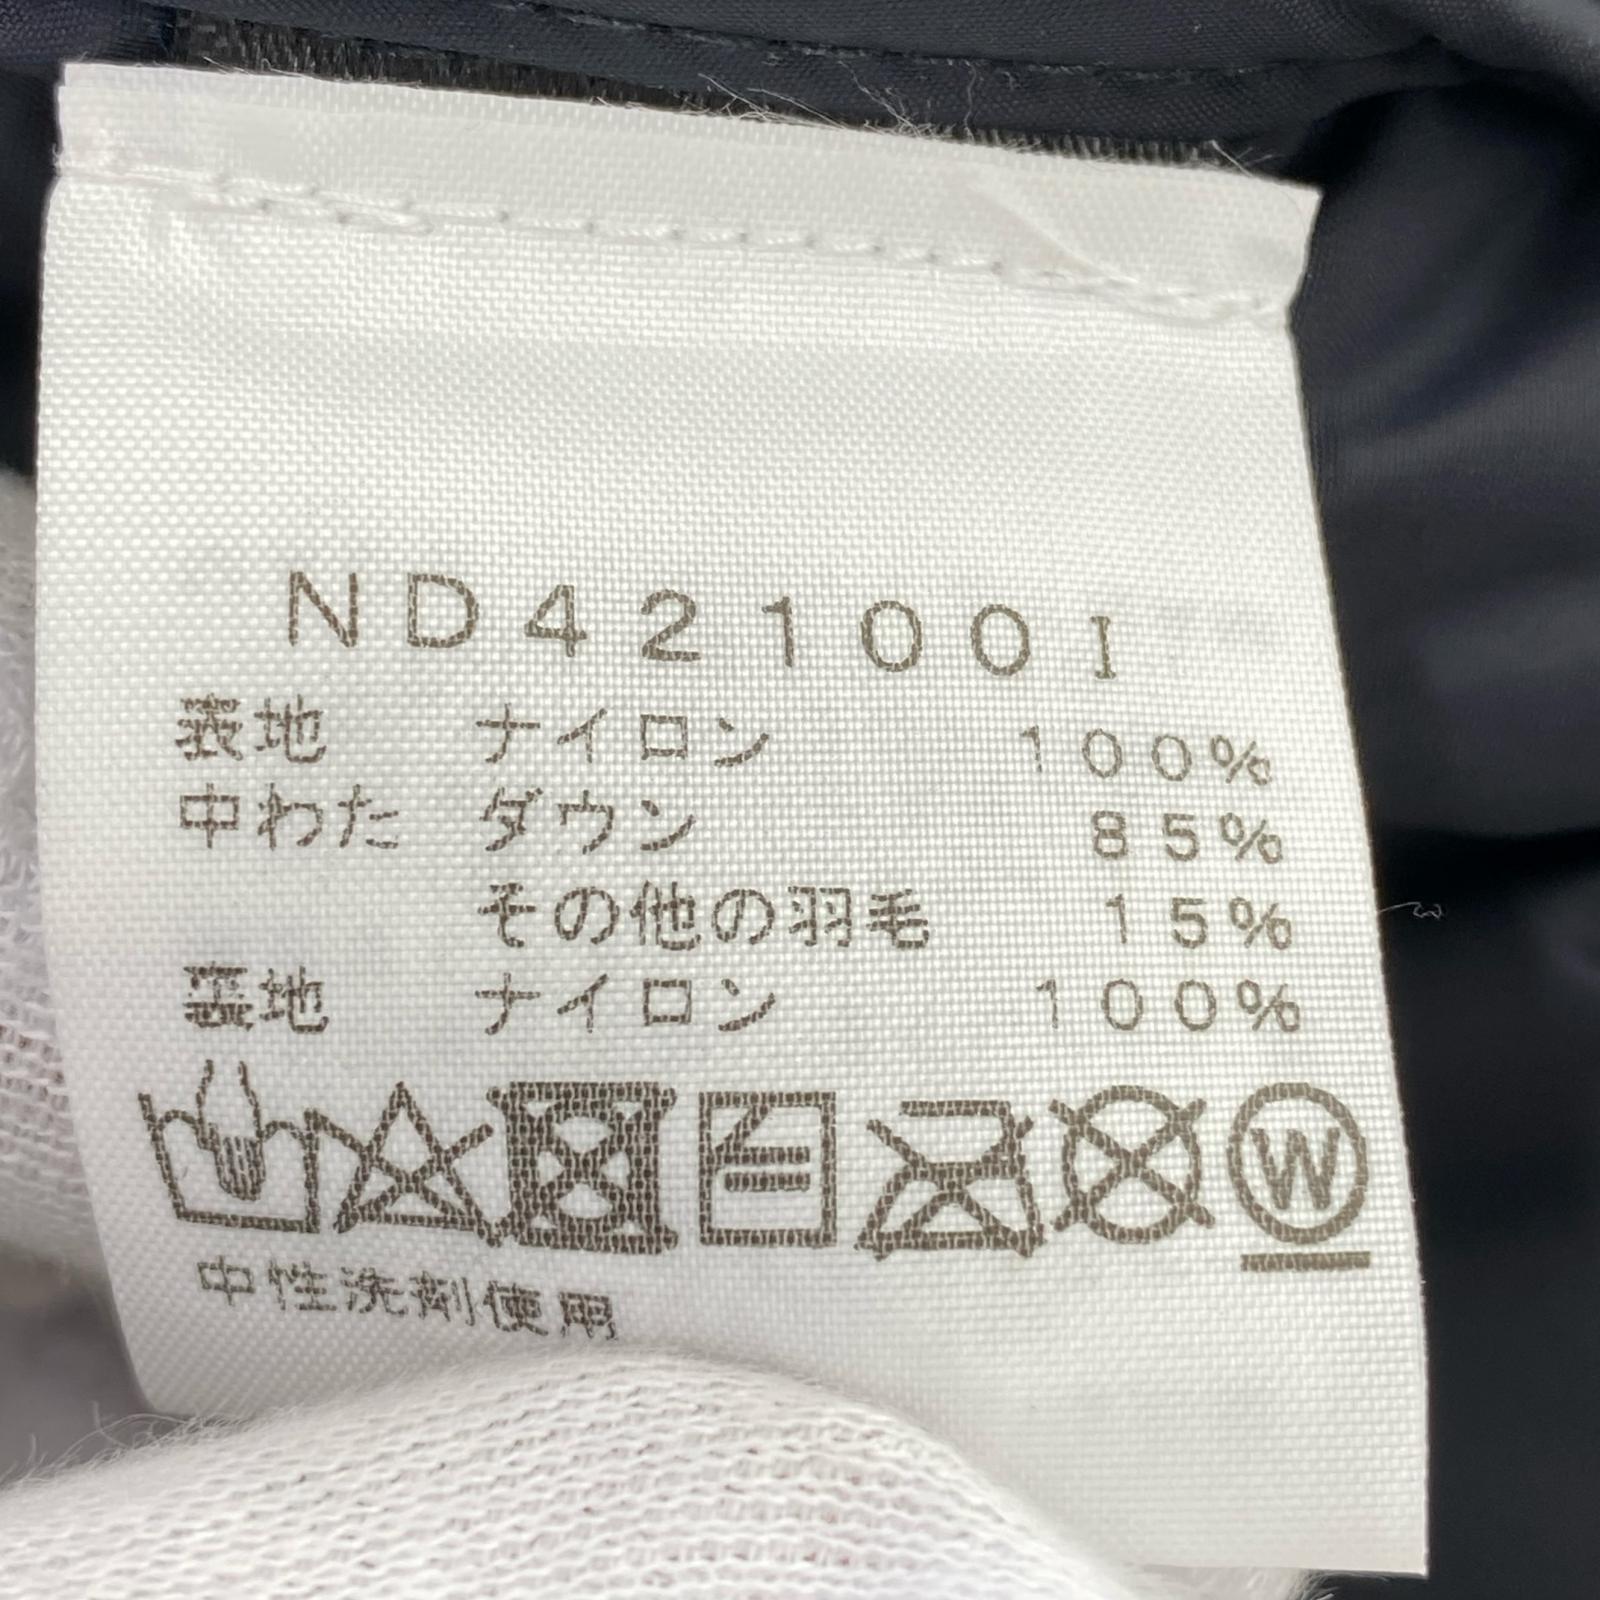 ND42100I
表地 ナイロン 100%
中わた ダウン 85%
その他の羽毛 15%
裏地 ナイロン 100%
W
中性洗剤使用